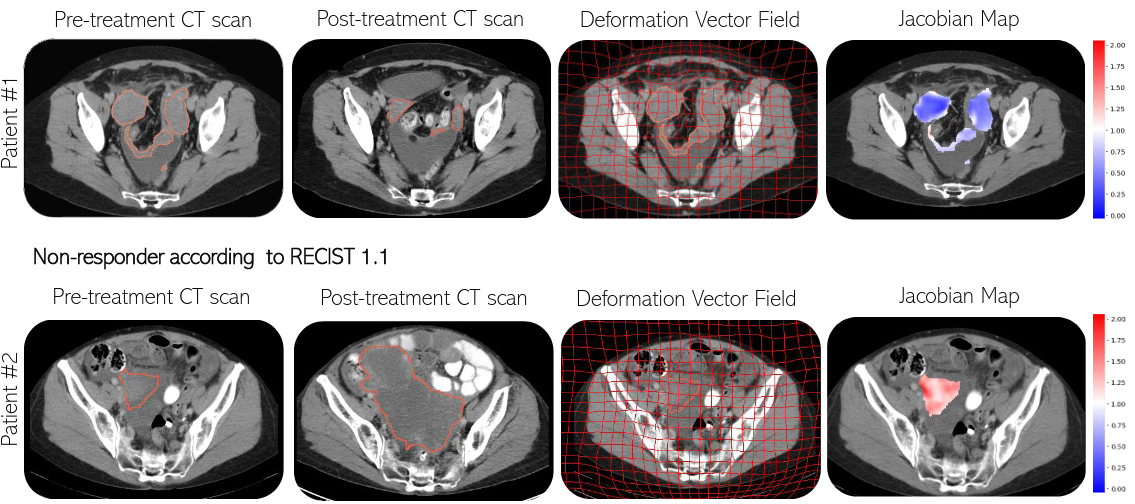 Pre-treatment CT scan
Post-treatment CT scan
Deformation Vector Field
Jacobian Map
Patient #1
2.00
1.75
1.50
1.25
1.00
0.75
0.50
0.25
0.00
Non-responder according to RECIST 1.1
Pre-treatment CT scan
Post-treatment CT scan
Deformation Vector Field
Jacobian Map
Patient #2
2.00
1.75
1.50
1.25
1.00
0.75
0.50
0.25
0.00